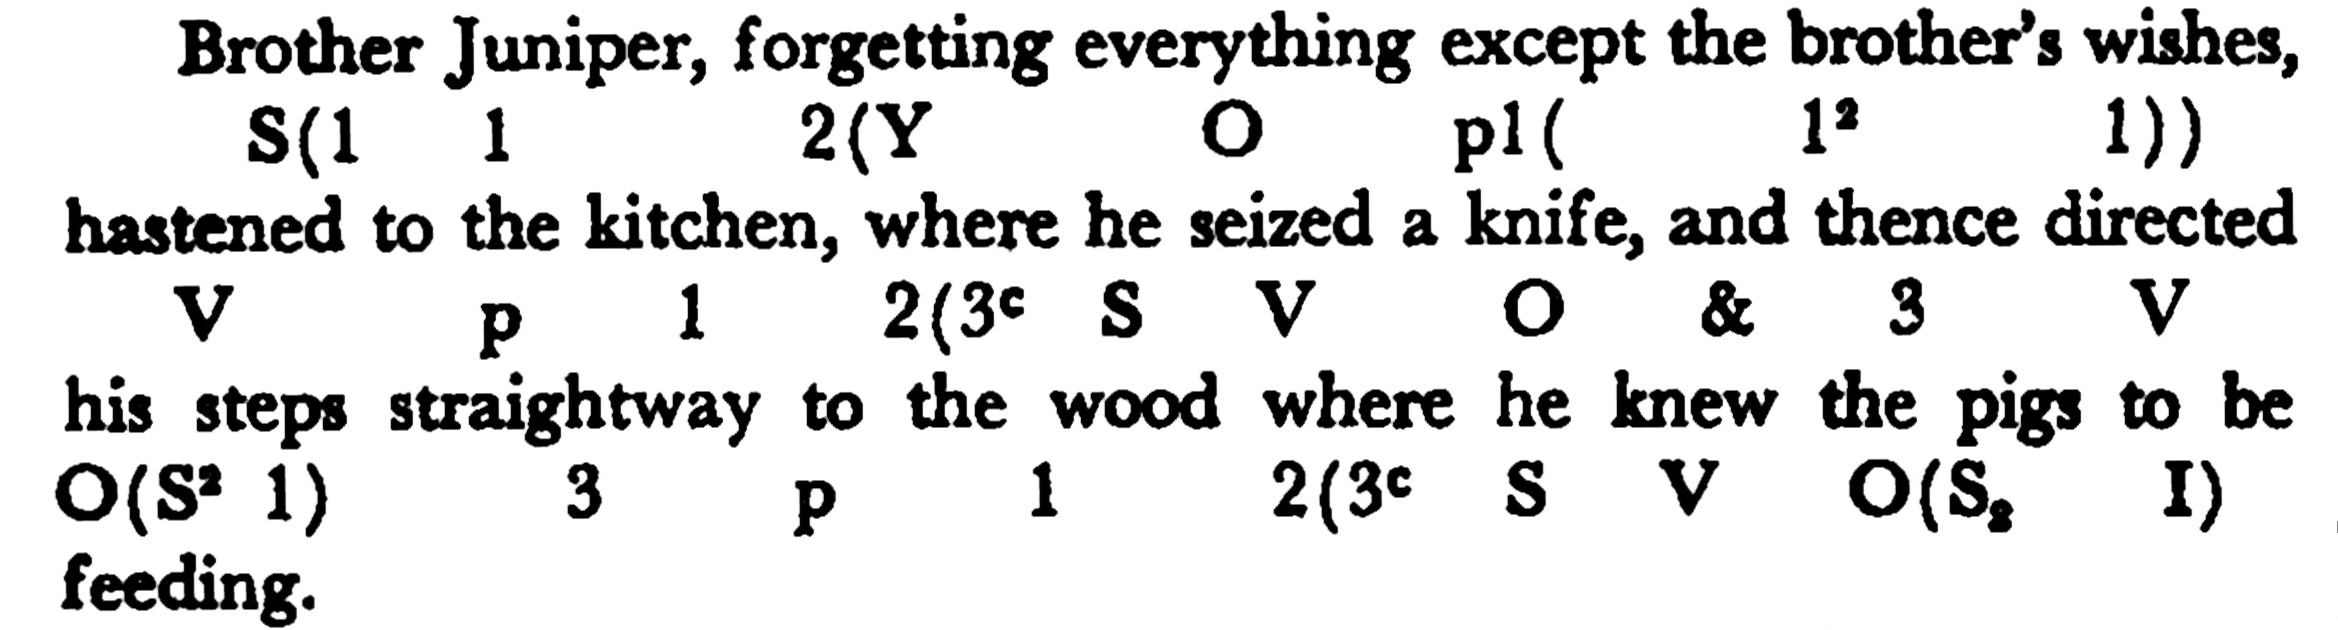 Brother Juniper, forgetting everything except the brother's wishes,
S(1 1 2(Y O p1( 1² 1))
hastened to the kitchen, where he seized a knife, and thence directed
V p 1 2(3ᶜ S V O & 3 V
his steps straightway to the wood where he knew the pigs to be
O(S² 1) 3 p 1 2(3ᶜ S V O(S₂ I)
feeding.